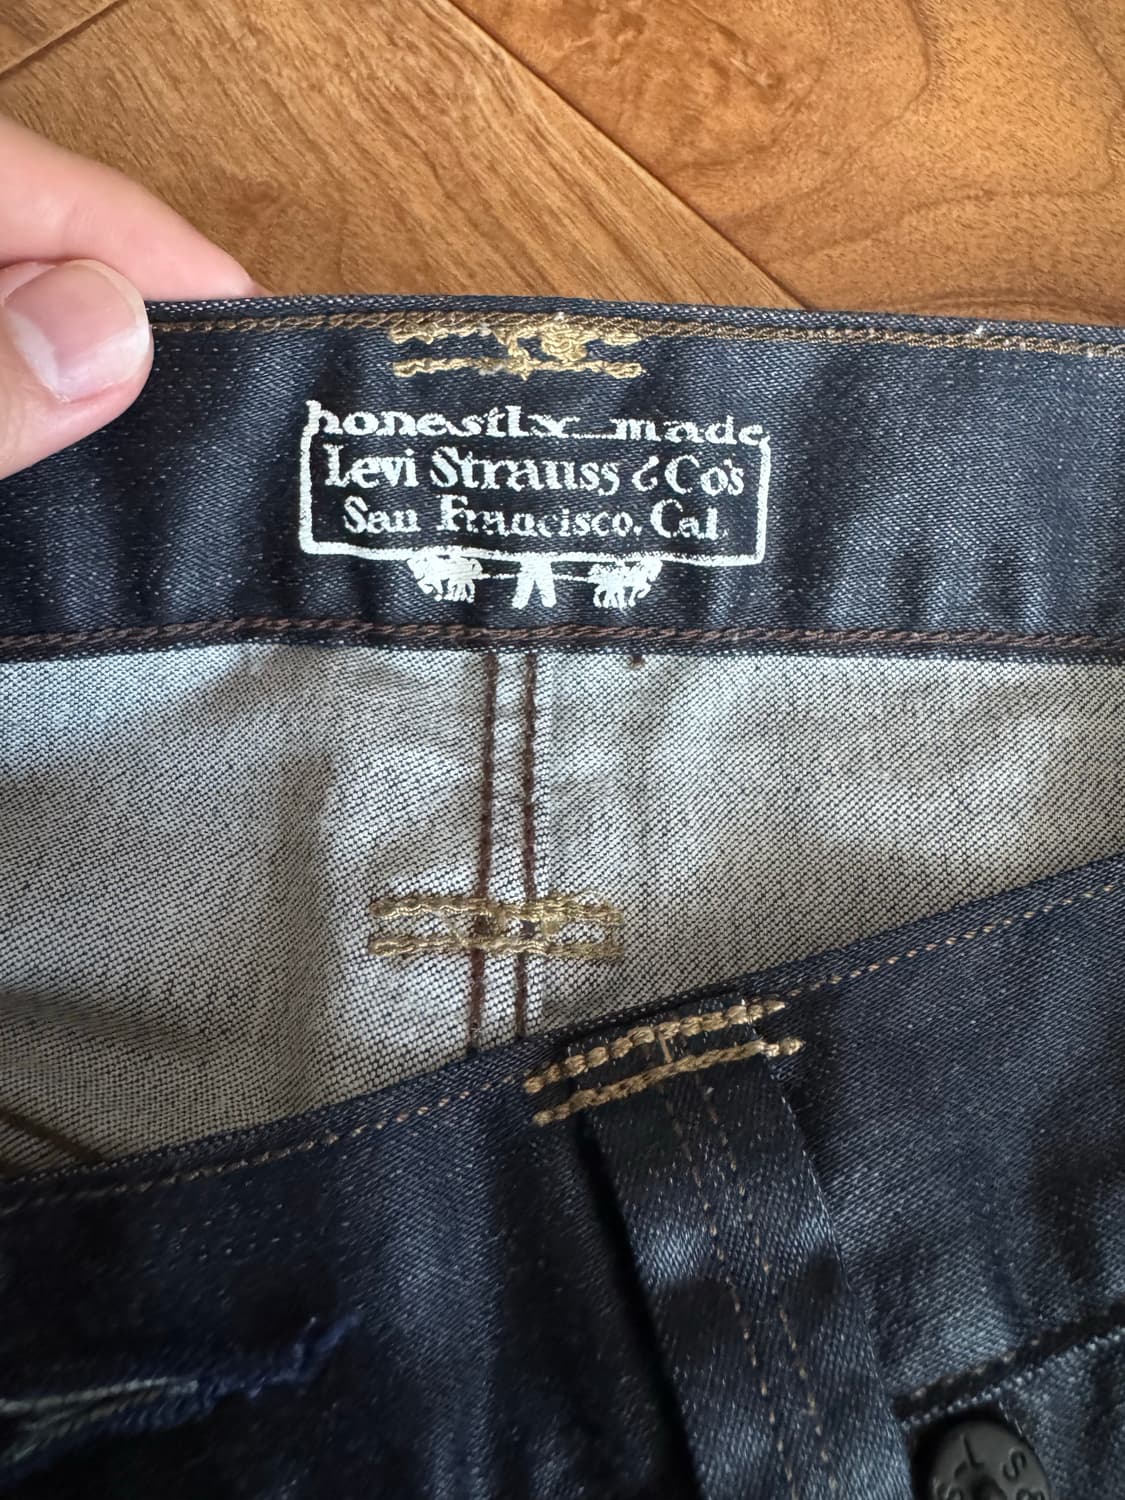 honestly made
Levi Strauss & Co's
San Francisco. Cal.